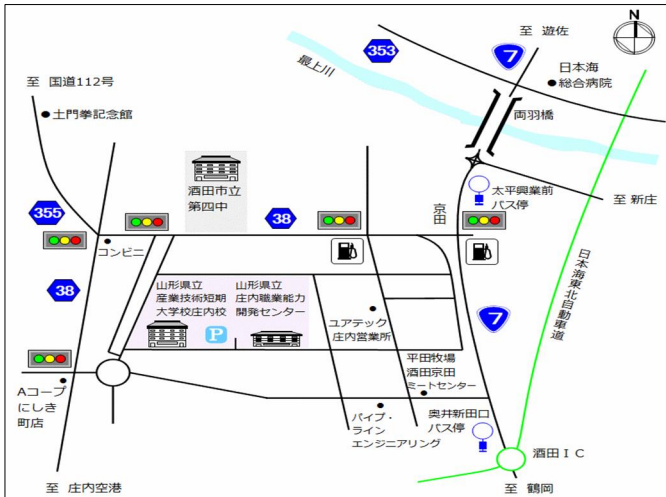 N
至 遊佐
353
7
日本海
総合病院
最上川
至 国道112号
土門拳記念館
両羽橋
酒田市立
第四中
太平興業前
バス停
至 新庄
京田
355
38
コンビニ
日本海東北自動車道
38
山形県立
産業技術短期
大学校庄内校
P
山形県立
庄内職業能力
開発センター
ユアテック
庄内営業所
7
平田牧場
酒田京田
ミートセンター
Aコープ
にしき
町店
パイプ・
ライン
エンジニアリング
奥井新田口
バス停
酒田ＩＣ
至 庄内空港
至 鶴岡